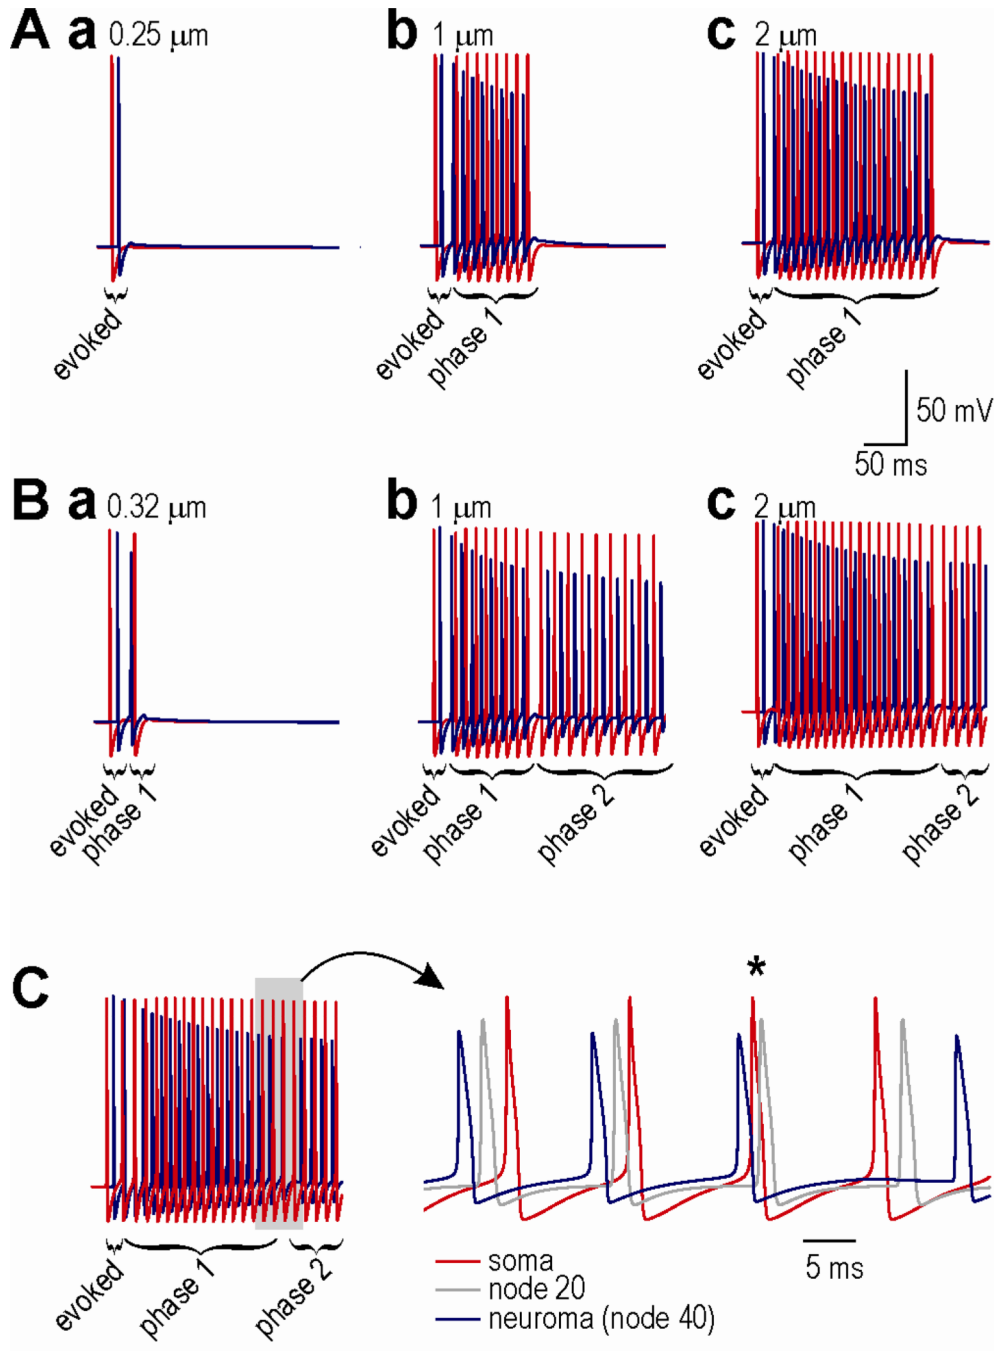 A a 0.25 μm
b 1 μm
c 2 μm
evoked
evoked
phase 1
evoked
phase 1
50 mV
50 ms
B a 0.32 μm
b 1 μm
c 2 μm
evoked
phase 1
evoked
phase 1
phase 2
evoked
phase 1
phase 2
C
*
evoked
phase 1
phase 2
5 ms
soma
node 20
neuroma (node 40)